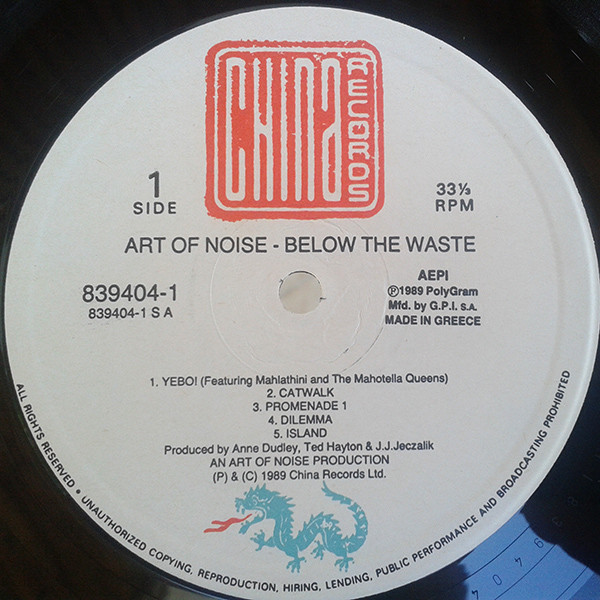 CHINA
RECORDS
1
SIDE
33⅓
RPM
ART OF NOISE - BELOW THE WASTE
839404-1
839404-1 S A
AEPI
Ⓟ1989 PolyGram
Mfd. by G.P.I. S.A.
MADE IN GREECE
1. YEBO! (Featuring Mahlathini and The Mahotella Queens)
2. CATWALK
3. PROMENADE 1
4. DILEMMA
5. ISLAND
Produced by Anne Dudley, Ted Hayton & J.J.Jeczalik
AN ART OF NOISE PRODUCTION
(P) & (C) 1989 China Records Ltd.
ALL RIGHTS RESERVED • UNAUTHORIZED COPYING, REPRODUCTION, HIRING, LENDING, PUBLIC PERFORMANCE AND BROADCASTING PROHIBITED